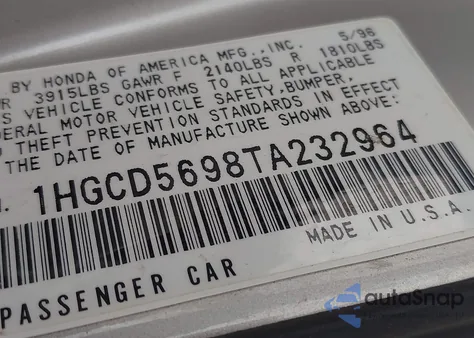 BY HONDA OF AMERICA MFG.,INC. 5/96
3915LBS GAWR F 2140LBS R 1810LBS
VEHICLE CONFORMS TO ALL APPLICABLE
MOTOR VEHICLE SAFETY,BUMPER,
THEFT PREVENTION STANDARDS IN EFFECT
THE DATE OF MANUFACTURE SHOWN ABOVE.
1HGCD5698TA232964
MADE IN U.S.A.
PASSENGER CAR
autoSnap